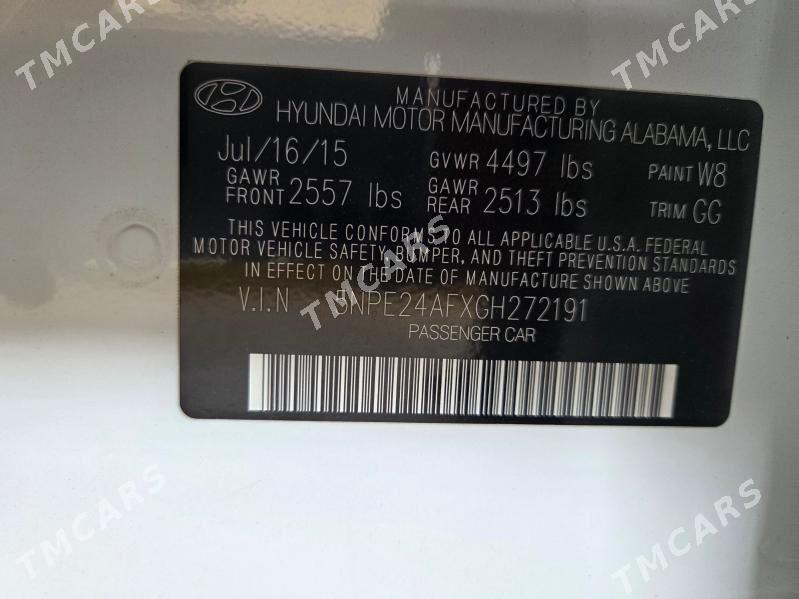 TMCARS
TMCARS
TMCARS
MANUFACTURED BY
HYUNDAI MOTOR MANUFACTURING ALABAMA, LLC
Jul/16/15 GVWR 4497 lbs PAINT W8
GAWR FRONT 2557 lbs GAWR REAR 2513 lbs TRIM GG
THIS VEHICLE CONFORMS TO ALL APPLICABLE U.S.A. FEDERAL
MOTOR VEHICLE SAFETY, BUMPER, AND THEFT PREVENTION STANDARDS
IN EFFECT ON THE DATE OF MANUFACTURE SHOWN ABOVE
TMCARS
V.I.N 5NPE24AFXGH272191
PASSENGER CAR
TMCARS
TMCARS